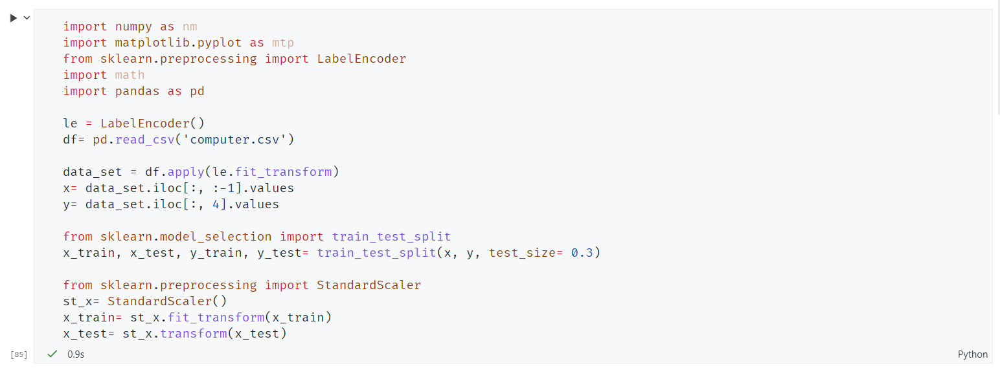 import numpy as nm
import matplotlib.pyplot as mtp
from sklearn.preprocessing import LabelEncoder
import math
import pandas as pd
le = LabelEncoder()
df= pd.read_csv('computer.csv')
data_set = df.apply(le.fit_transform)
x= data_set.iloc[:, :-1].values
y= data_set.iloc[:, 4].values
from sklearn.model_selection import train_test_split
x_train, x_test, y_train, y_test= train_test_split(x, y, test_size= 0.3)
from sklearn.preprocessing import StandardScaler
st_x= StandardScaler()
x_train= st_x.fit_transform(x_train)
x_test= st_x.transform(x_test)
[85] 0.9s Python